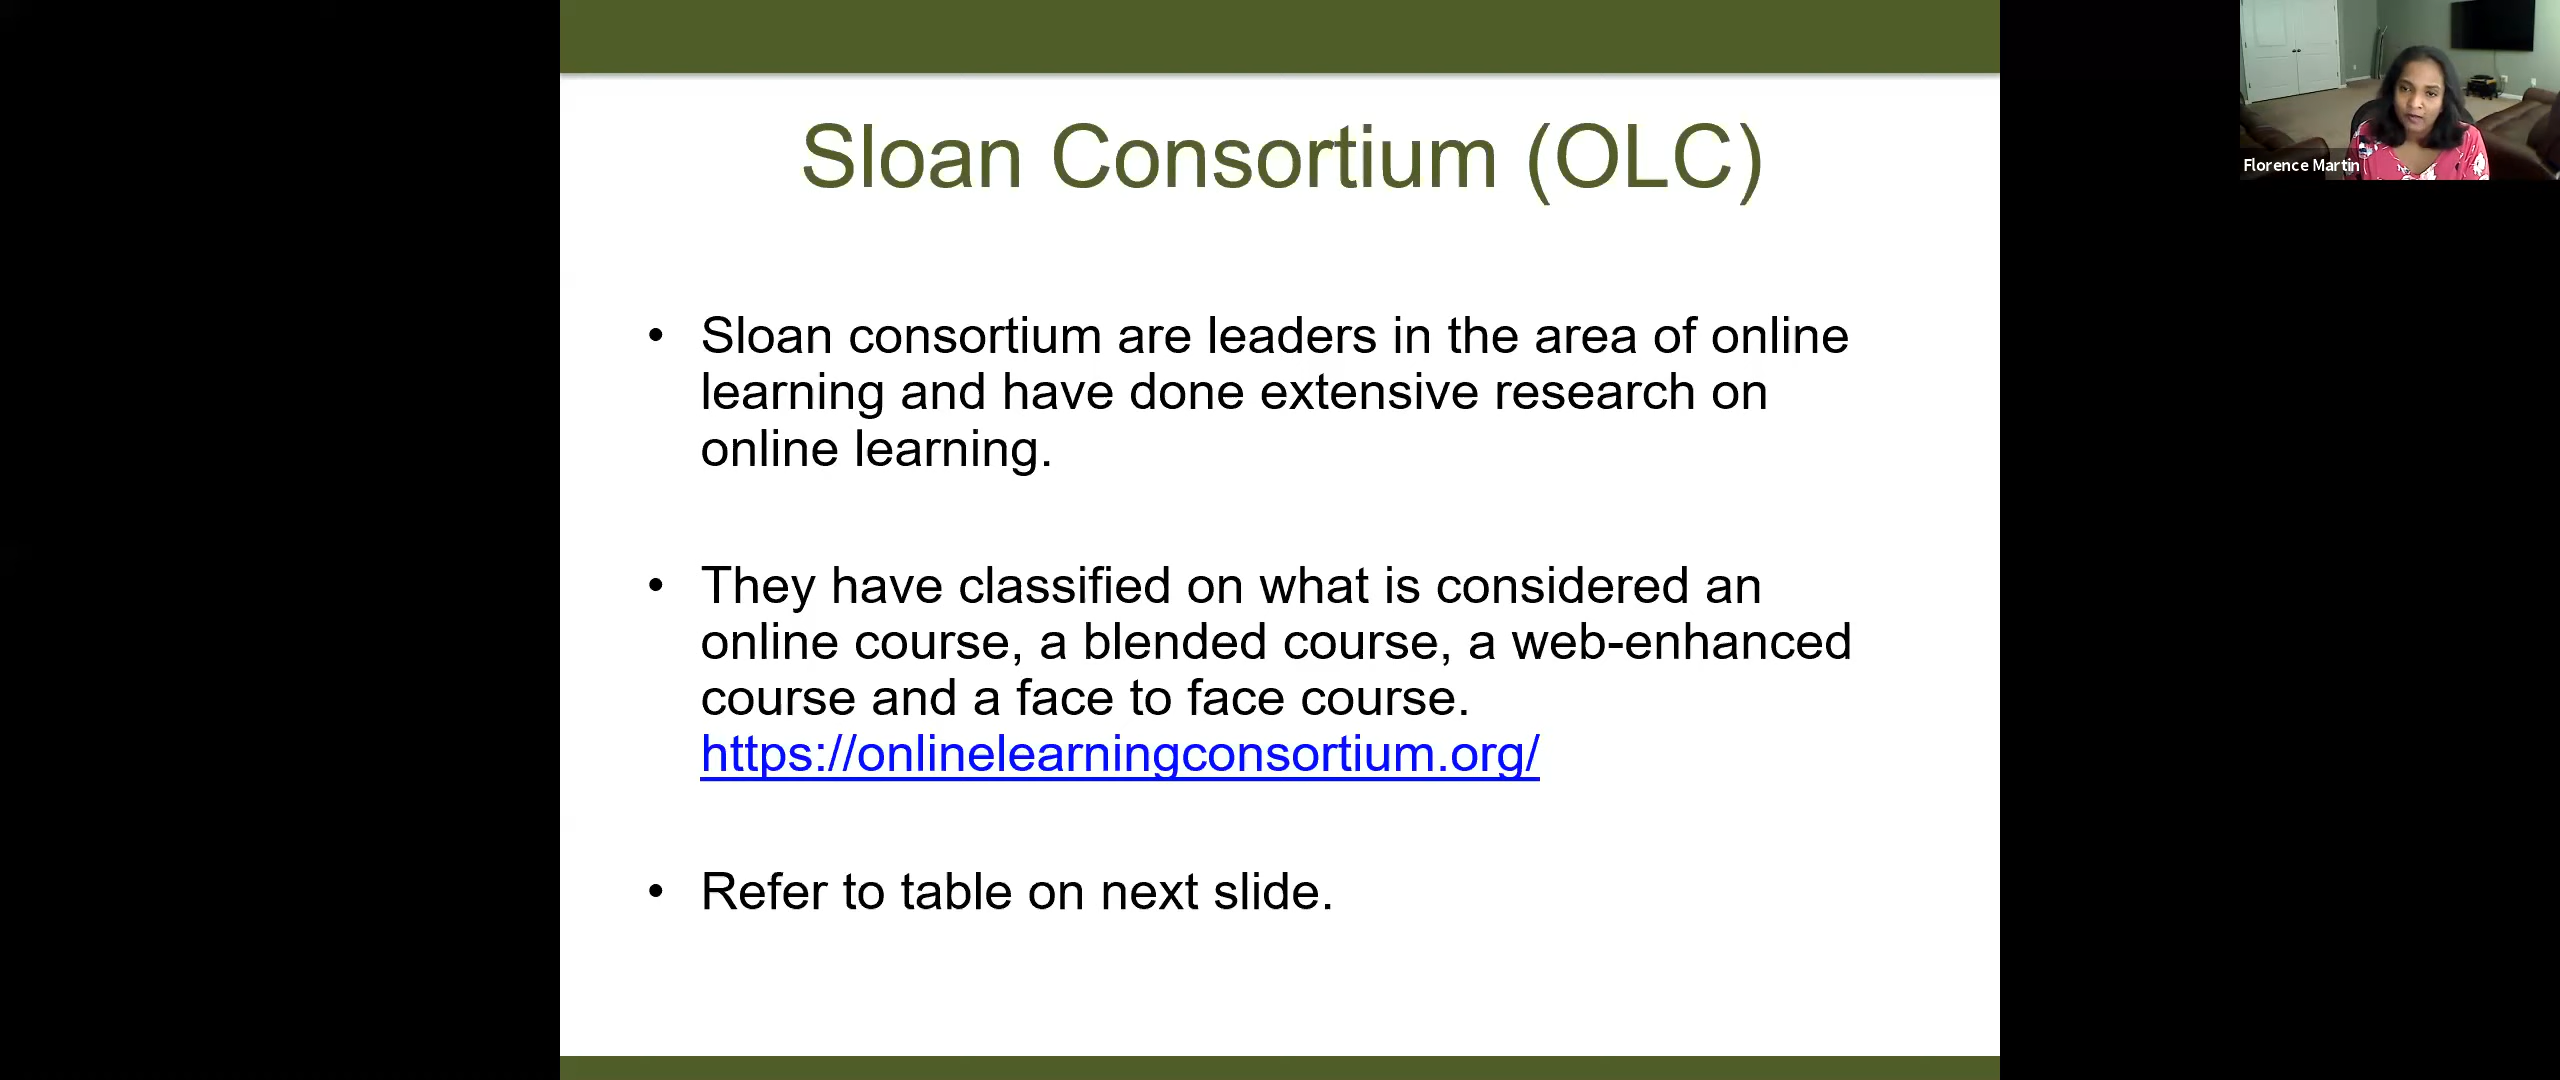 Sloan Consortium (OLC)
• Sloan consortium are leaders in the area of online
learning and have done extensive research on
online learning.
• They have classified on what is considered an
online course, a blended course, a web-enhanced
course and a face to face course.
https://onlinelearningconsortium.org/
• Refer to table on next slide.
Florence Martin